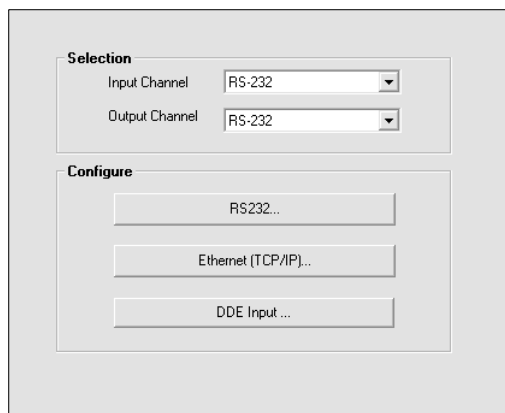 Selection
Input Channel RS-232
Output Channel RS-232
Configure
RS232...
Ethernet (TCP/IP)...
DDE Input ...